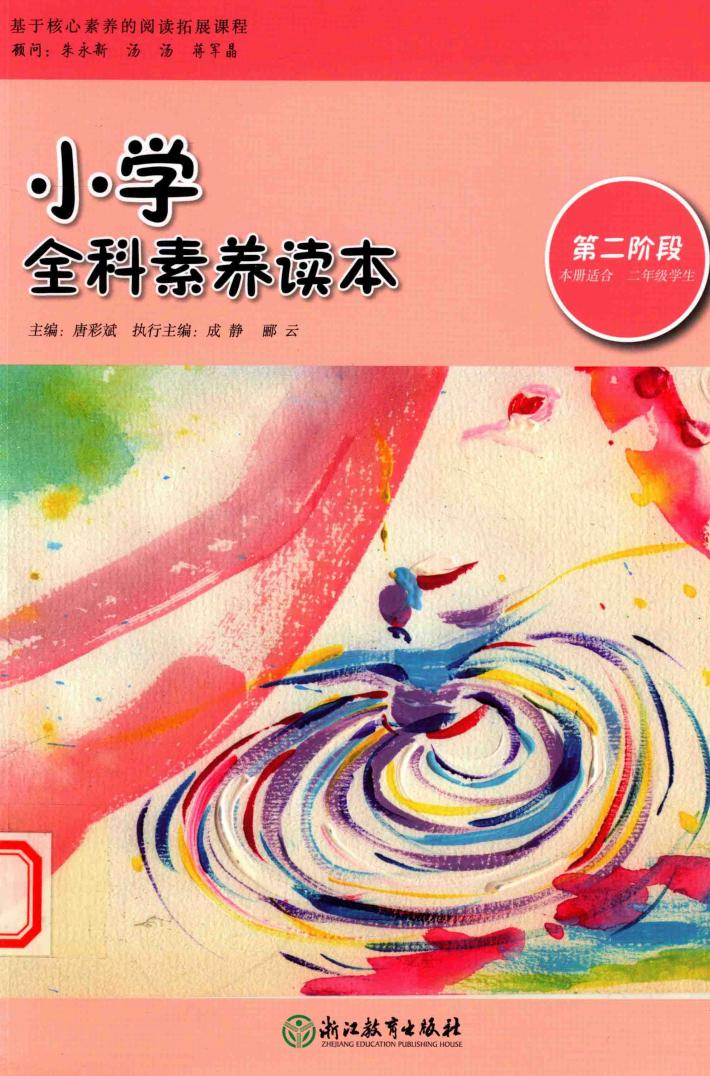 基于核心素养的阅读拓展课程
顾问：朱永新 汤 汤 蒋军晶
小学
全科素养读本
第二阶段
本册适合 二年级学生
主编：唐彩斌 执行主编：成 静 郦 云
浙江教育出版社
ZHEJIANG EDUCATION PUBLISHING HOUSE